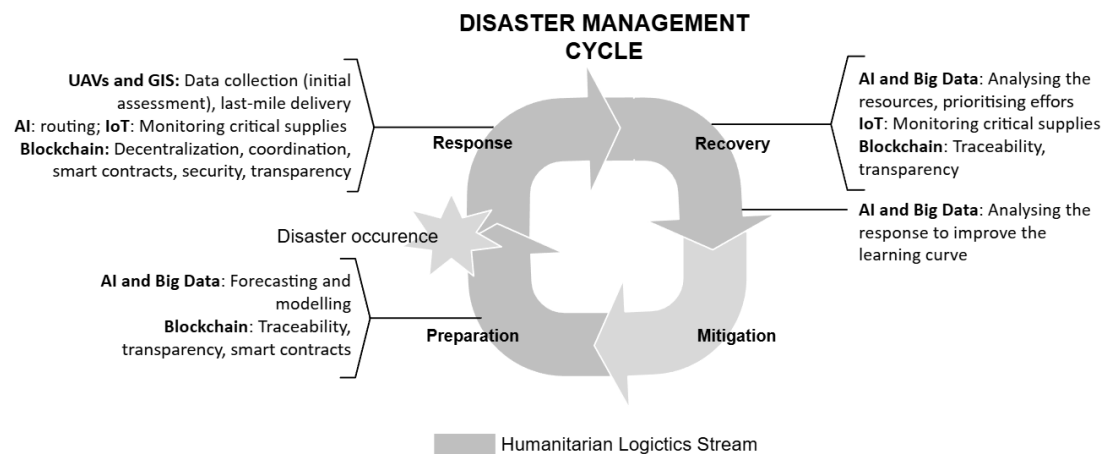 DISASTER MANAGEMENT
CYCLE
UAVs and GIS: Data collection (initial
assessment), last-mile delivery
AI: routing; IoT: Monitoring critical supplies
Blockchain: Decentralization, coordination,
smart contracts, security, transparency
Response
Recovery
AI and Big Data: Analysing the
resources, prioritising effors
IoT: Monitoring critical supplies
Blockchain: Traceability,
transparency
AI and Big Data: Analysing the
response to improve the
learning curve
Disaster occurence
AI and Big Data: Forecasting and
modelling
Blockchain: Traceability,
transparency, smart contracts
Preparation
Mitigation
Humanitarian Logictics Stream